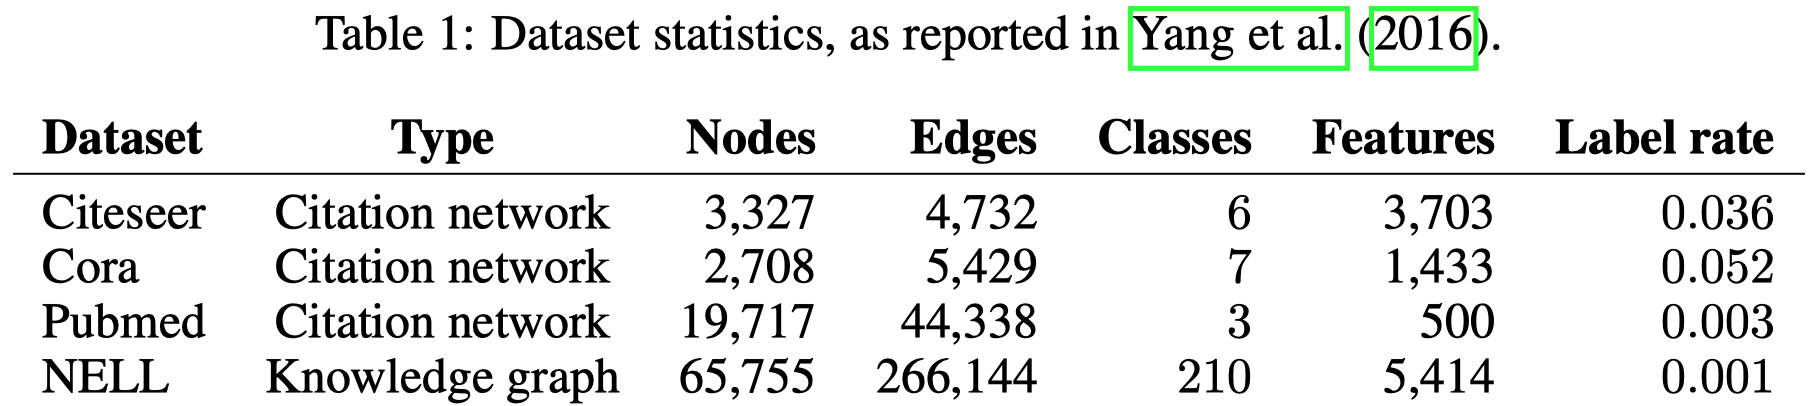 Table 1: Dataset statistics, as reported in Yang et al. (2016).
Dataset Type Nodes Edges Classes Features Label rate
Citeseer Citation network 3,327 4,732 6 3,703 0.036
Cora Citation network 2,708 5,429 7 1,433 0.052
Pubmed Citation network 19,717 44,338 3 500 0.003
NELL Knowledge graph 65,755 266,144 210 5,414 0.001